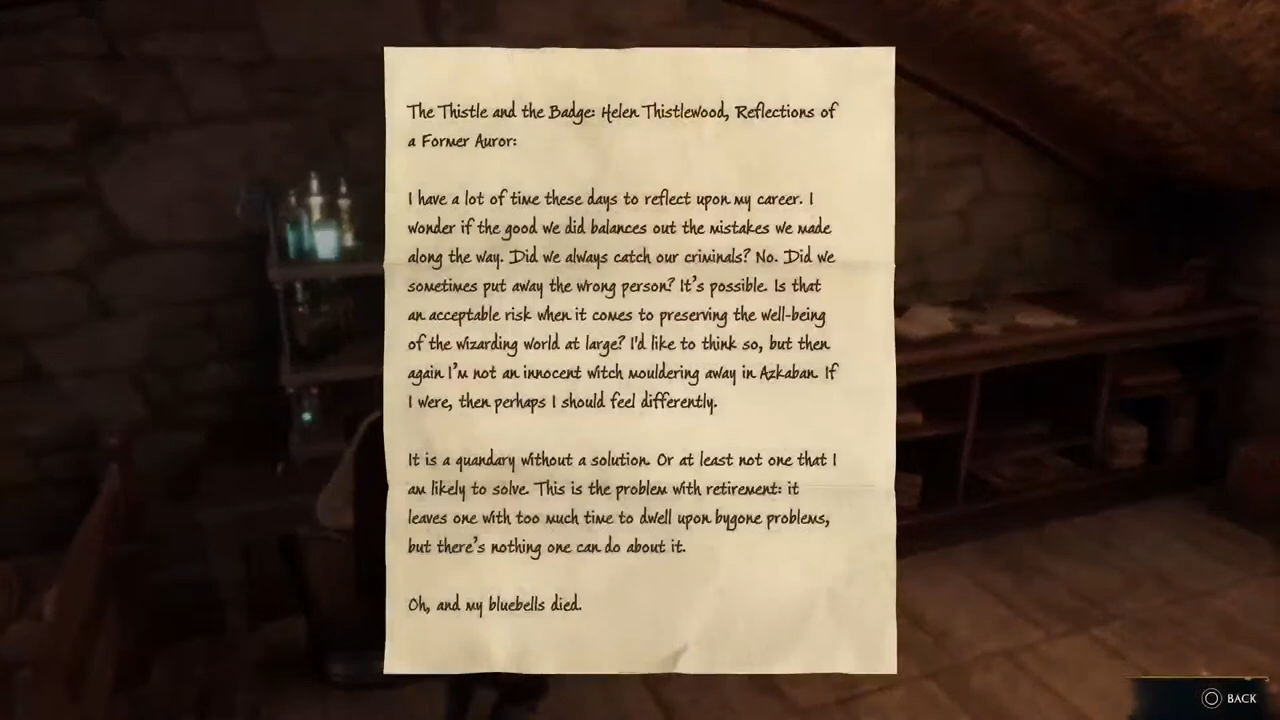 The Thistle and the Badge: Helen Thistlewood, Reflections of
a Former Auror:
I have a lot of time these days to reflect upon my career. I
wonder if the good we did balances out the mistakes we made
along the way. Did we always catch our criminals? No. Did we
sometimes put away the wrong person? It's possible. Is that
an acceptable risk when it comes to preserving the well-being
of the wizarding world at large? I'd like to think so, but then
again I'm not an innocent witch mouldering away in Azkaban. If
I were, then perhaps I should feel differently.
It is a quandary without a solution. Or at least not one that I
am likely to solve. This is the problem with retirement: it
leaves one with too much time to dwell upon bygone problems,
but there's nothing one can do about it.
Oh, and my bluebells died.
BACK